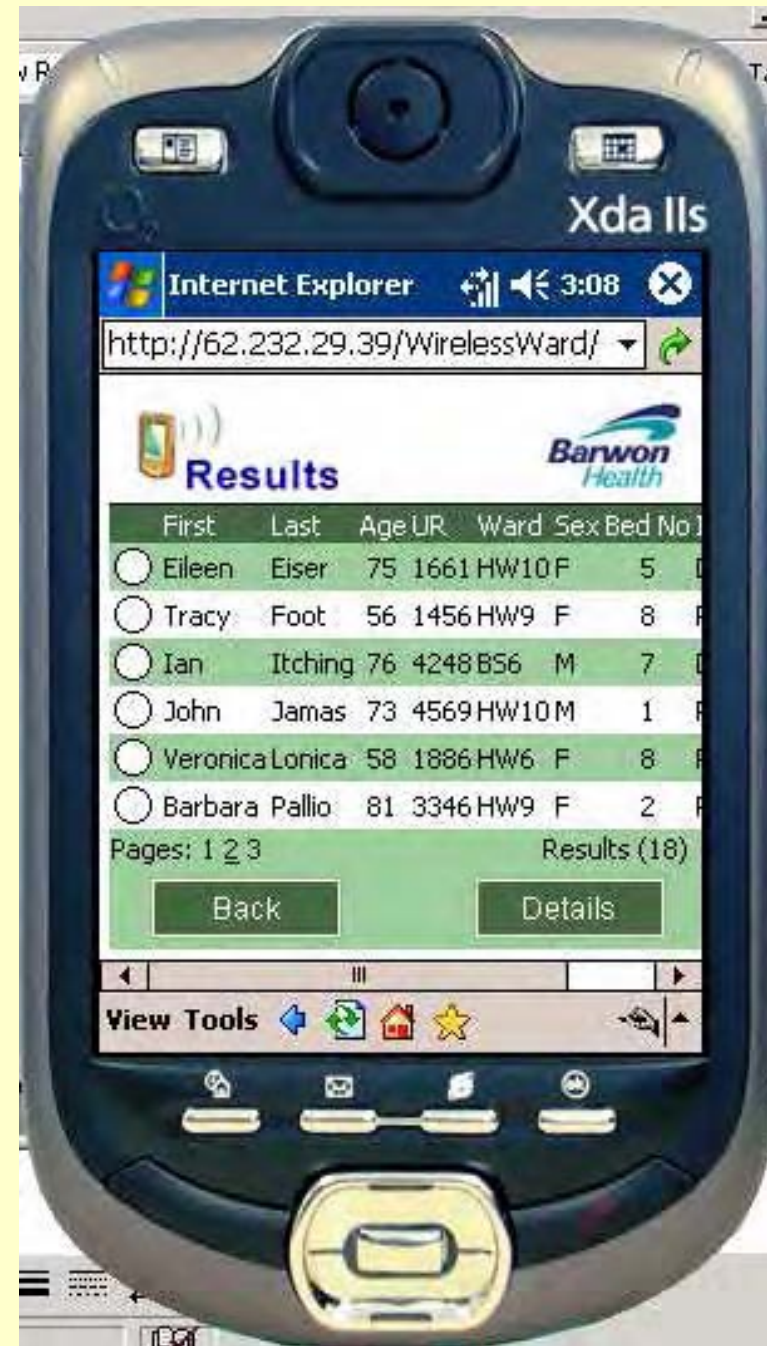 Xda IIs
Internet Explorer 3:08
http://62.232.29.39/WirelessWard/
Results
Barwon
Health
First Last Age UR Ward Sex Bed No
Eileen Eiser 75 1661 HW10 F 5
Tracy Foot 56 1456 HW9 F 8
Ian Itching 76 4248 BS6 M 7
John Jamas 73 4569 HW10 M 1
Veronica Lonica 58 1886 HW6 F 8
Barbara Pallio 81 3346 HW9 F 2
Pages: 1 2 3 Results (18)
Back Details
View Tools